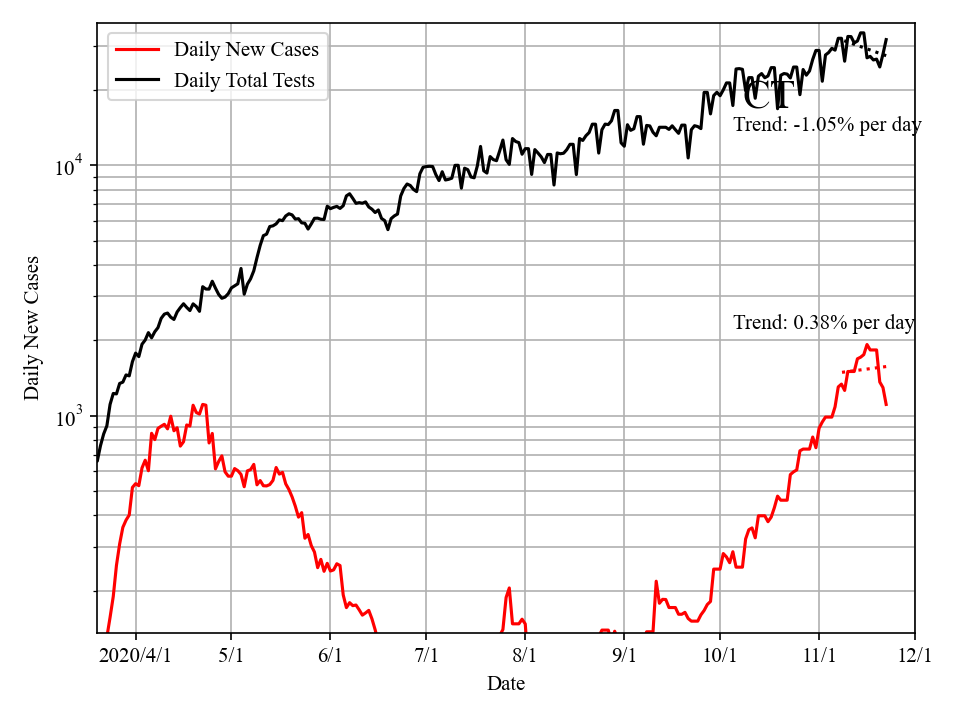 Daily New Cases
Daily Total Tests
CT
Trend: -1.05% per day
Trend: 0.38% per day
10^4
10^3
Daily New Cases
2020/4/1 5/1 6/1 7/1 8/1 9/1 10/1 11/1 12/1
Date